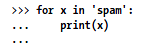 >>> for x in 'spam':
...     print(x)
...